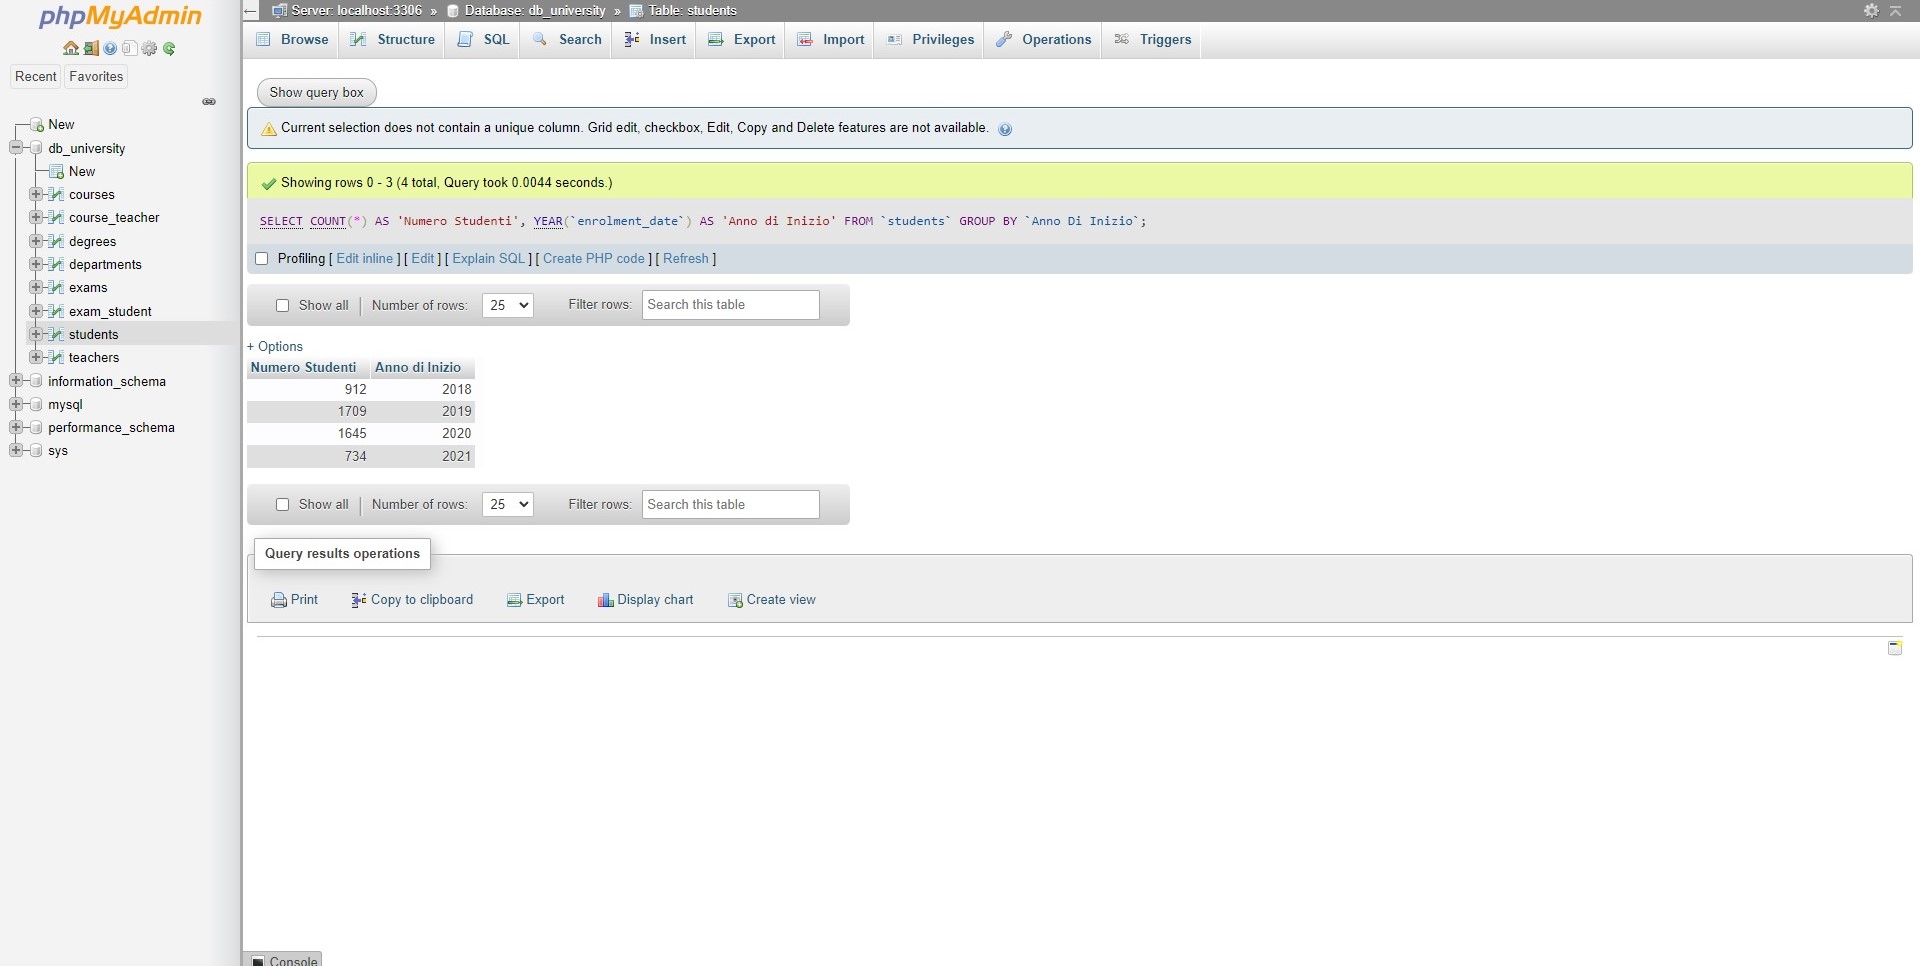 phpMyAdmin
Recent Favorites
New
db_university
New
courses
course_teacher
degrees
departments
exams
exam_student
students
teachers
information_schema
mysql
performance_schema
sys
Server: localhost:3306 » Database: db_university » Table: students
Browse Structure SQL Search Insert Export Import Privileges Operations Triggers
Show query box
Current selection does not contain a unique column. Grid edit, checkbox, Edit, Copy and Delete features are not available.
Showing rows 0 - 3 (4 total, Query took 0.0044 seconds.)
SELECT COUNT(*) AS 'Numero Studenti', YEAR(`enrolment_date`) AS 'Anno di Inizio' FROM `students` GROUP BY `Anno Di Inizio`;
Profiling [ Edit inline ] [ Edit ] [ Explain SQL ] [ Create PHP code ] [ Refresh ]
Show all Number of rows: 25 Filter rows: Search this table
+ Options
Numero Studenti Anno di Inizio
912 2018
1709 2019
1645 2020
734 2021
Show all Number of rows: 25 Filter rows: Search this table
Query results operations
Print Copy to clipboard Export Display chart Create view
Console